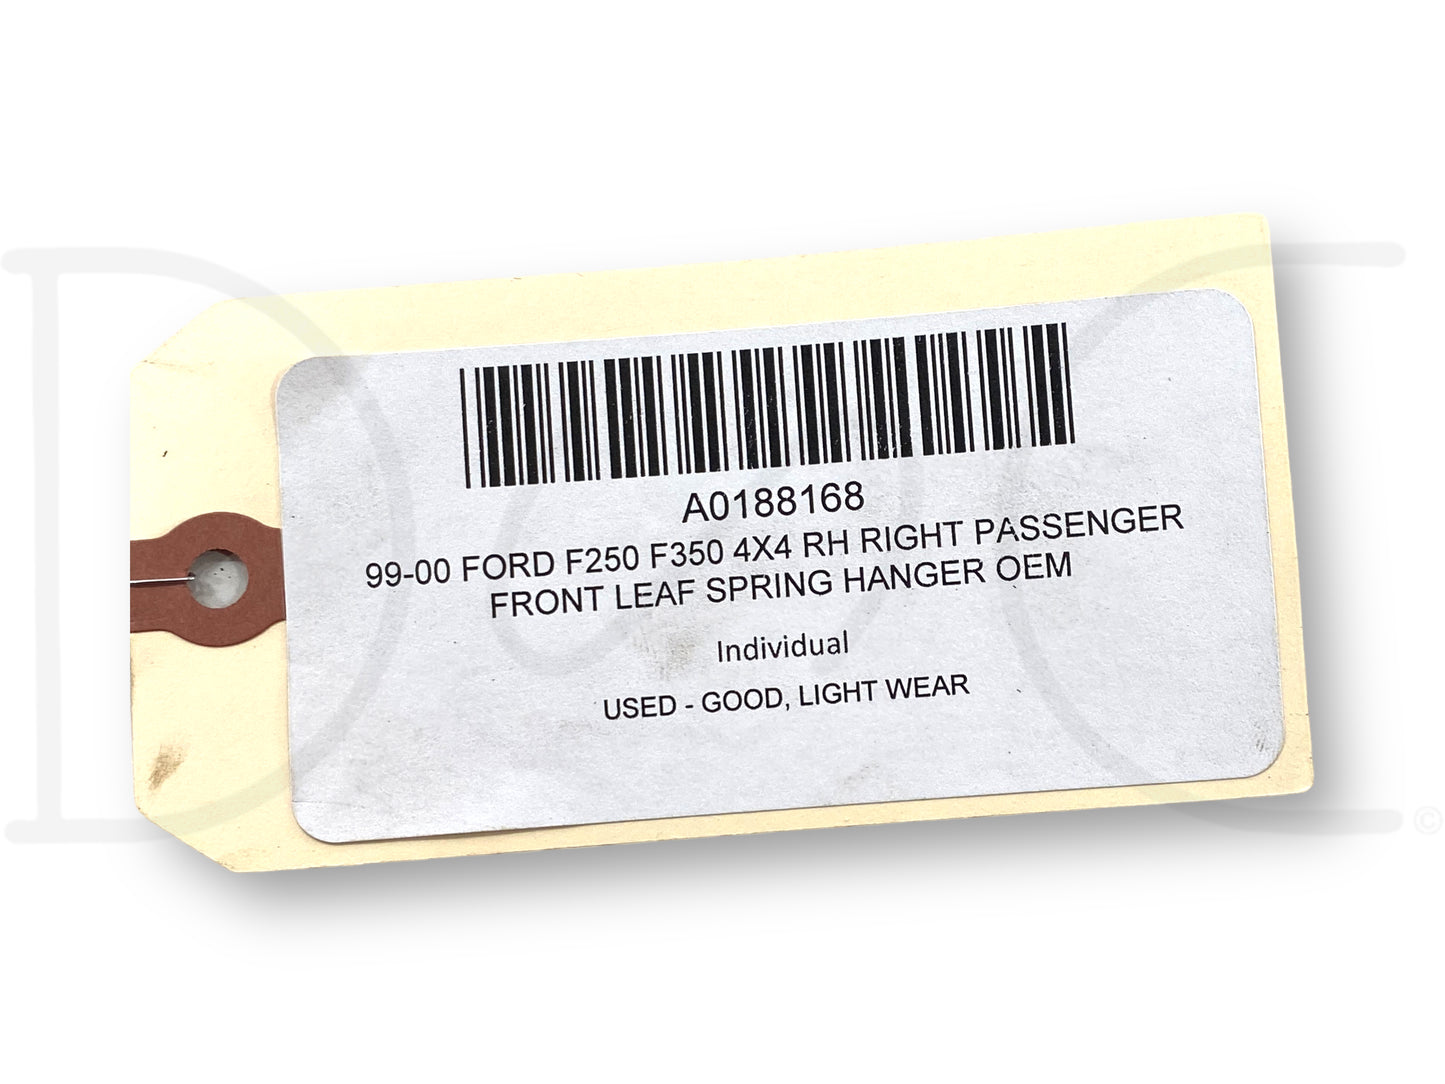 A0188168
99-00 FORD F250 F350 4X4 RH RIGHT PASSENGER
FRONT LEAF SPRING HANGER OEM
Individual
USED - GOOD, LIGHT WEAR
D C ©